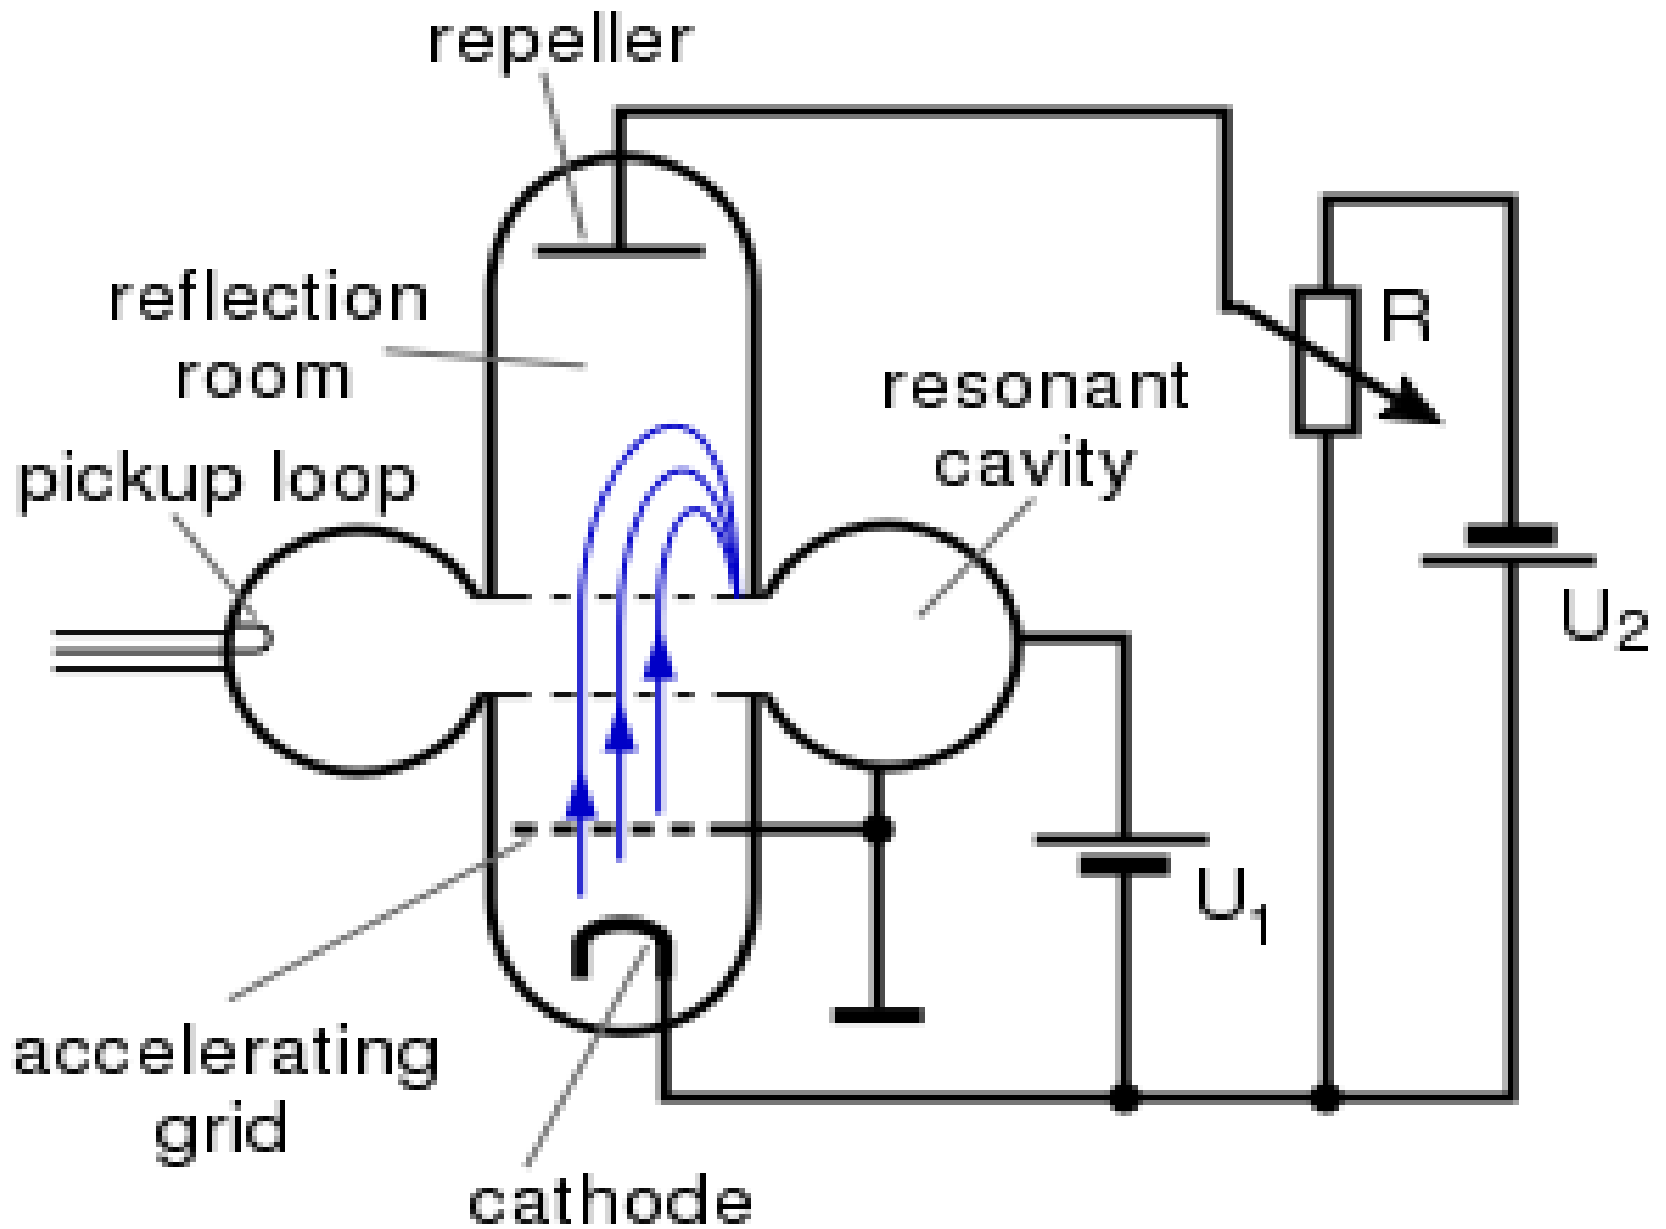 repeller
reflection
room
R
resonant
cavity
pickup loop
U2
U1
accelerating
grid
cathode